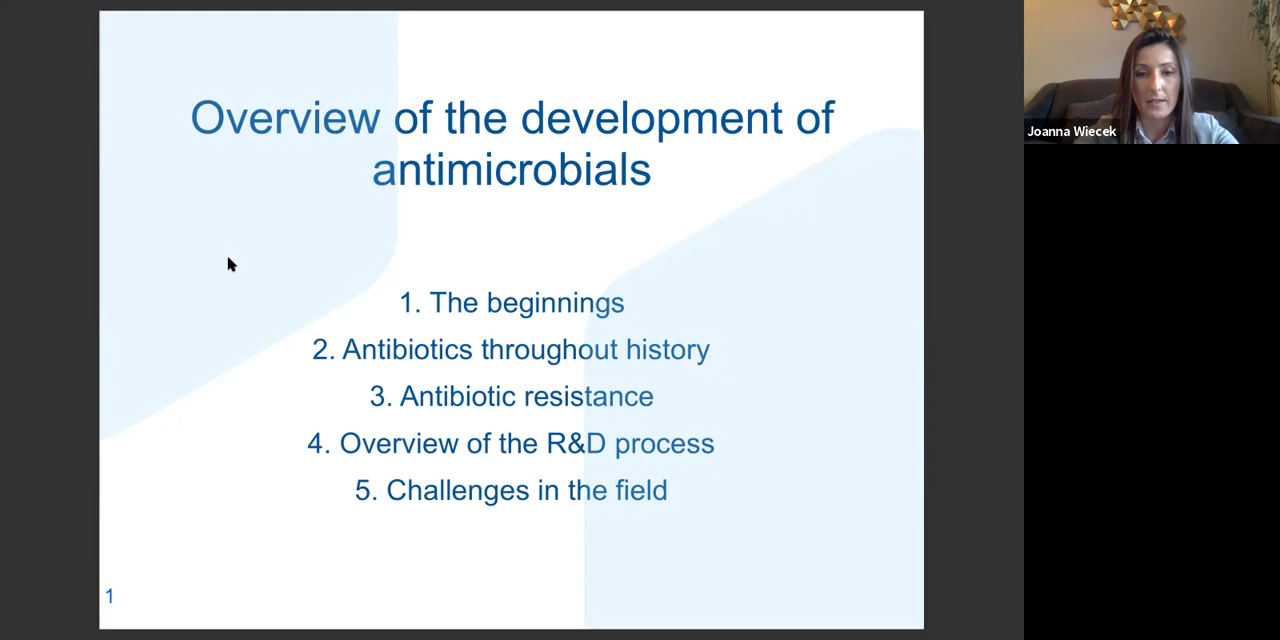 Overview of the development of
antimicrobials
1. The beginnings
2. Antibiotics throughout history
3. Antibiotic resistance
4. Overview of the R&D process
5. Challenges in the field
1
Joanna Wiecek